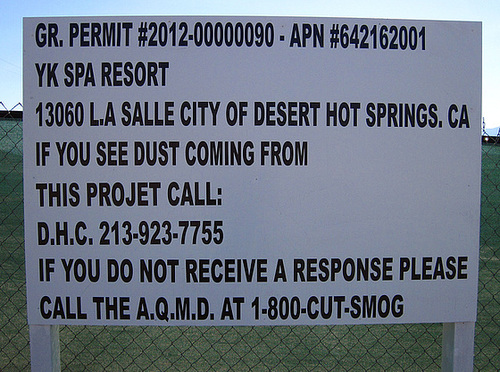 GR. PERMIT #2012-00000090 - APN #642162001
YK SPA RESORT
13060 L.A SALLE CITY OF DESERT HOT SPRINGS. CA
IF YOU SEE DUST COMING FROM
THIS PROJET CALL:
D.H.C. 213-923-7755
IF YOU DO NOT RECEIVE A RESPONSE PLEASE
CALL THE A.Q.M.D. AT 1-800-CUT-SMOG